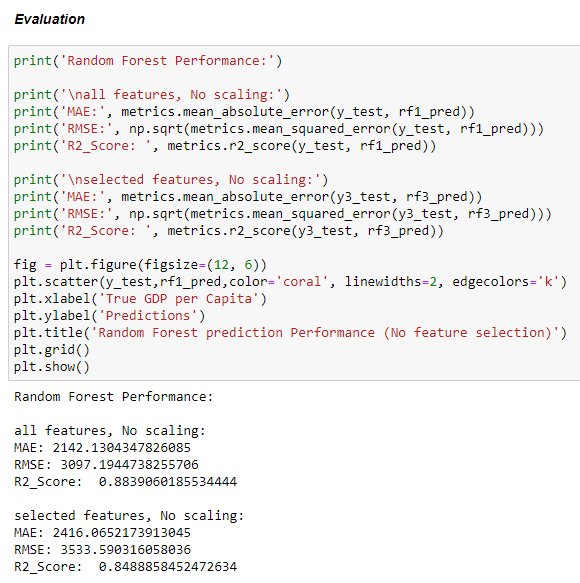 Evaluation
print('Random Forest Performance:')
print('\nall features, No scaling:')
print('MAE:', metrics.mean_absolute_error(y_test, rf1_pred))
print('RMSE:', np.sqrt(metrics.mean_squared_error(y_test, rf1_pred)))
print('R2_Score: ', metrics.r2_score(y_test, rf1_pred))
print('\nselected features, No scaling:')
print('MAE:', metrics.mean_absolute_error(y3_test, rf3_pred))
print('RMSE:', np.sqrt(metrics.mean_squared_error(y3_test, rf3_pred)))
print('R2_Score: ', metrics.r2_score(y3_test, rf3_pred))
fig = plt.figure(figsize=(12, 6))
plt.scatter(y_test,rf1_pred,color='coral', linewidths=2, edgecolors='k')
plt.xlabel('True GDP per Capita')
plt.ylabel('Predictions')
plt.title('Random Forest prediction Performance (No feature selection)')
plt.grid()
plt.show()
Random Forest Performance:
all features, No scaling:
MAE: 2142.1304347826085
RMSE: 3097.1944738255706
R2_Score:  0.8839060185534444
selected features, No scaling:
MAE: 2416.0652173913045
RMSE: 3533.590316058036
R2_Score:  0.8488858452472634